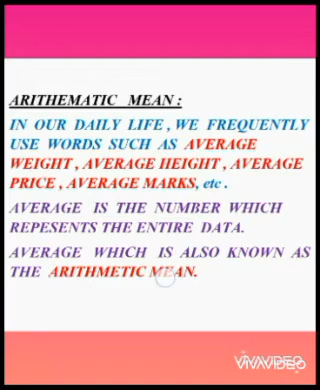 ARITHEMATIC MEAN :
IN OUR DAILY LIFE , WE FREQUENTLY
USE WORDS SUCH AS AVERAGE
WEIGHT , AVERAGE HEIGHT , AVERAGE
PRICE , AVERAGE MARKS, etc .
AVERAGE IS THE NUMBER WHICH
REPESENTS THE ENTIRE DATA.
AVERAGE WHICH IS ALSO KNOWN AS
THE ARITHMETIC MEAN.
VIVAVIDEO
VIVAVIDEO